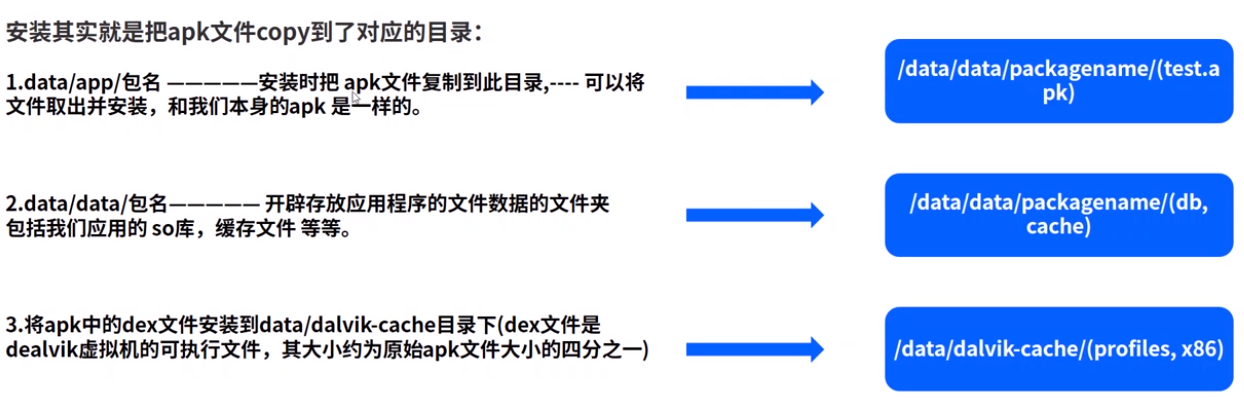 安装其实就是把apk文件copy到了对应的目录：
1.data/app/包名 —————安装时把 apk文件复制到此目录,---- 可以将
文件取出并安装，和我们本身的apk 是一样的。
/data/data/packagename/(test.a
pk)
2.data/data/包名————— 开辟存放应用程序的文件数据的文件夹
包括我们应用的 so库，缓存文件 等等。
/data/data/packagename/(db,
cache)
3.将apk中的dex文件安装到data/dalvik-cache目录下(dex文件是
dealvik虚拟机的可执行文件，其大小约为原始apk文件大小的四分之一)
/data/dalvik-cache/(profiles, x86)